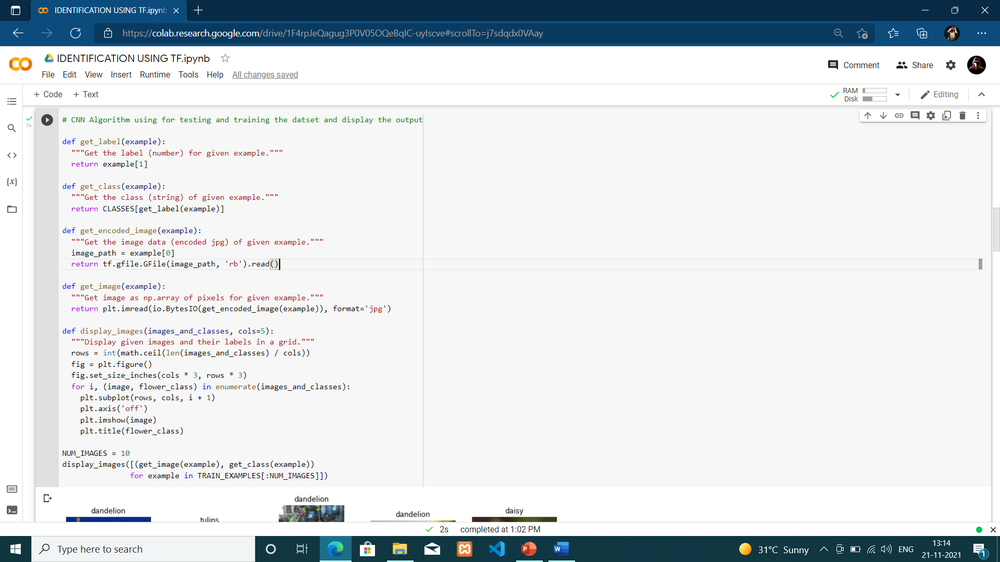 IDENTIFICATION USING TF.ipynb
https://colab.research.google.com/drive/1F4rpJeQagug3P0V05OQeBqIC-uyIscve#scrollTo=j7sdqdx0VAay
IDENTIFICATION USING TF.ipynb
Comment
Share
File Edit View Insert Runtime Tools Help All changes saved
+ Code + Text
RAM
Disk
Editing
2s
# CNN Algorithm using for testing and training the datset and display the output
def get_label(example):
  """Get the label (number) for given example."""
  return example[1]
def get_class(example):
  """Get the class (string) of given example."""
  return CLASSES[get_label(example)]
def get_encoded_image(example):
  """Get the image data (encoded jpg) of given example."""
  image_path = example[0]
  return tf.gfile.GFile(image_path, 'rb').read()
def get_image(example):
  """Get image as np.array of pixels for given example."""
  return plt.imread(io.BytesIO(get_encoded_image(example)), format='jpg')
def display_images(images_and_classes, cols=5):
  """Display given images and their labels in a grid."""
  rows = int(math.ceil(len(images_and_classes) / cols))
  fig = plt.figure()
  fig.set_size_inches(cols * 3, rows * 3)
  for i, (image, flower_class) in enumerate(images_and_classes):
    plt.subplot(rows, cols, i + 1)
    plt.axis('off')
    plt.imshow(image)
    plt.title(flower_class)
NUM_IMAGES = 10
display_images([(get_image(example), get_class(example))
               for example in TRAIN_EXAMPLES[:NUM_IMAGES]])
dandelion
tulips
dandelion
dandelion
daisy
2s completed at 1:02 PM
Type here to search
31°C Sunny
ENG
13:14
21-11-2021
1